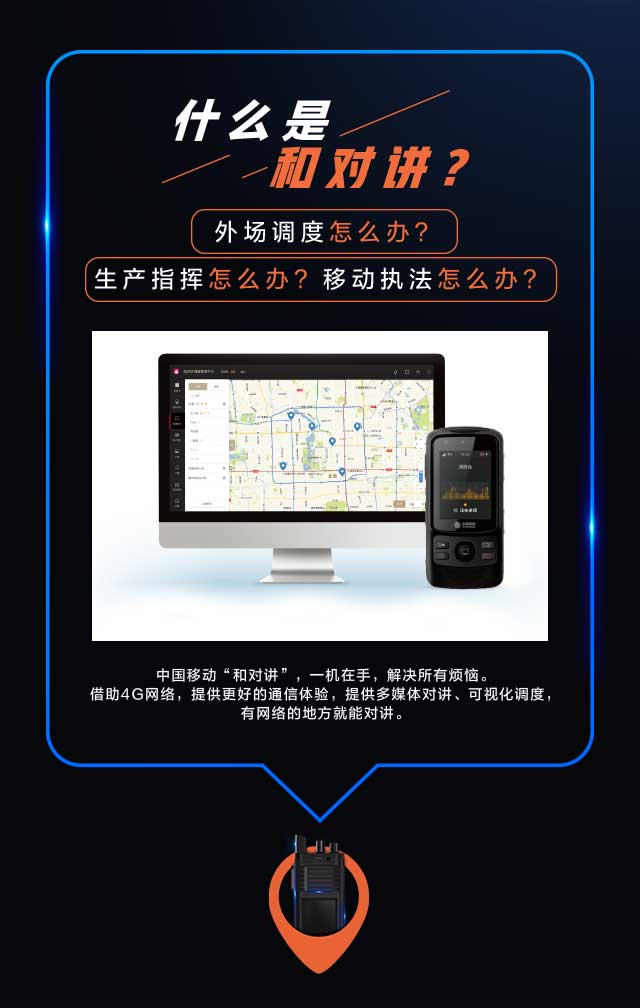 什么是
和对讲？
外场调度怎么办？
生产指挥怎么办？移动执法怎么办？
中国移动“和对讲”，一机在手，解决所有烦恼。
借助4G网络，提供更好的通信体验，提供多媒体对讲、可视化调度，
有网络的地方就能对讲。